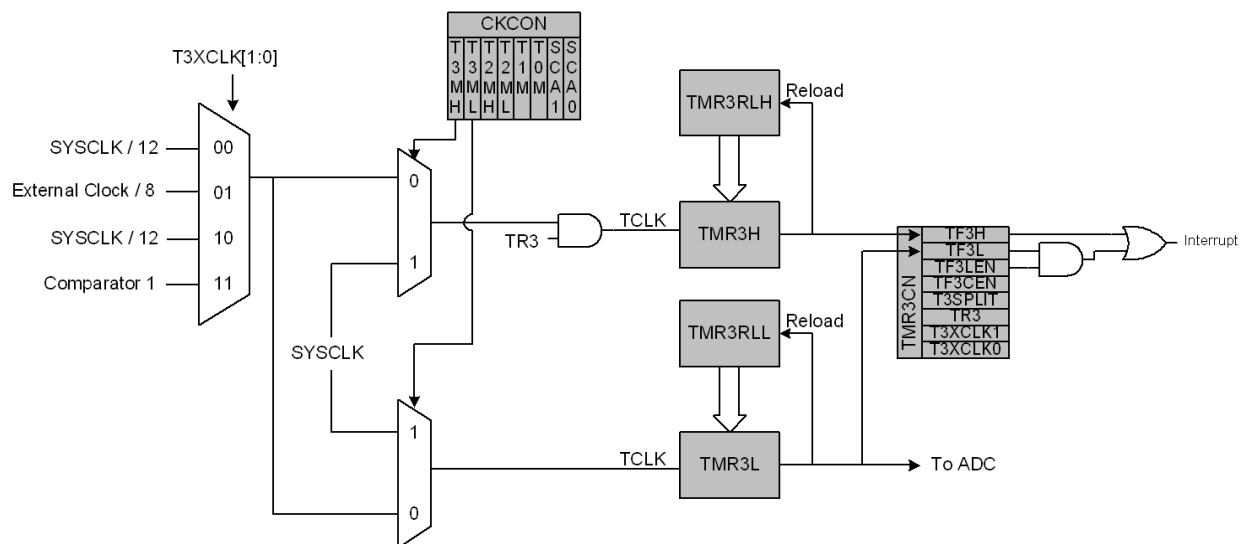 CKCON
T3MH
T3ML
T2MH
T2ML
T1M
T0M
SCA1
SCA0
T3XCLK[1:0]
SYSCLK / 12
00
External Clock / 8
01
SYSCLK / 12
10
Comparator 1
11
0
1
TR3
TCLK
TMR3RLH
Reload
TMR3H
SYSCLK
1
0
TCLK
TMR3RLL
Reload
TMR3L
To ADC
TMR3CN
TF3H
TF3L
TF3LEN
TF3CEN
T3SPLIT
TR3
T3XCLK1
T3XCLK0
Interrupt